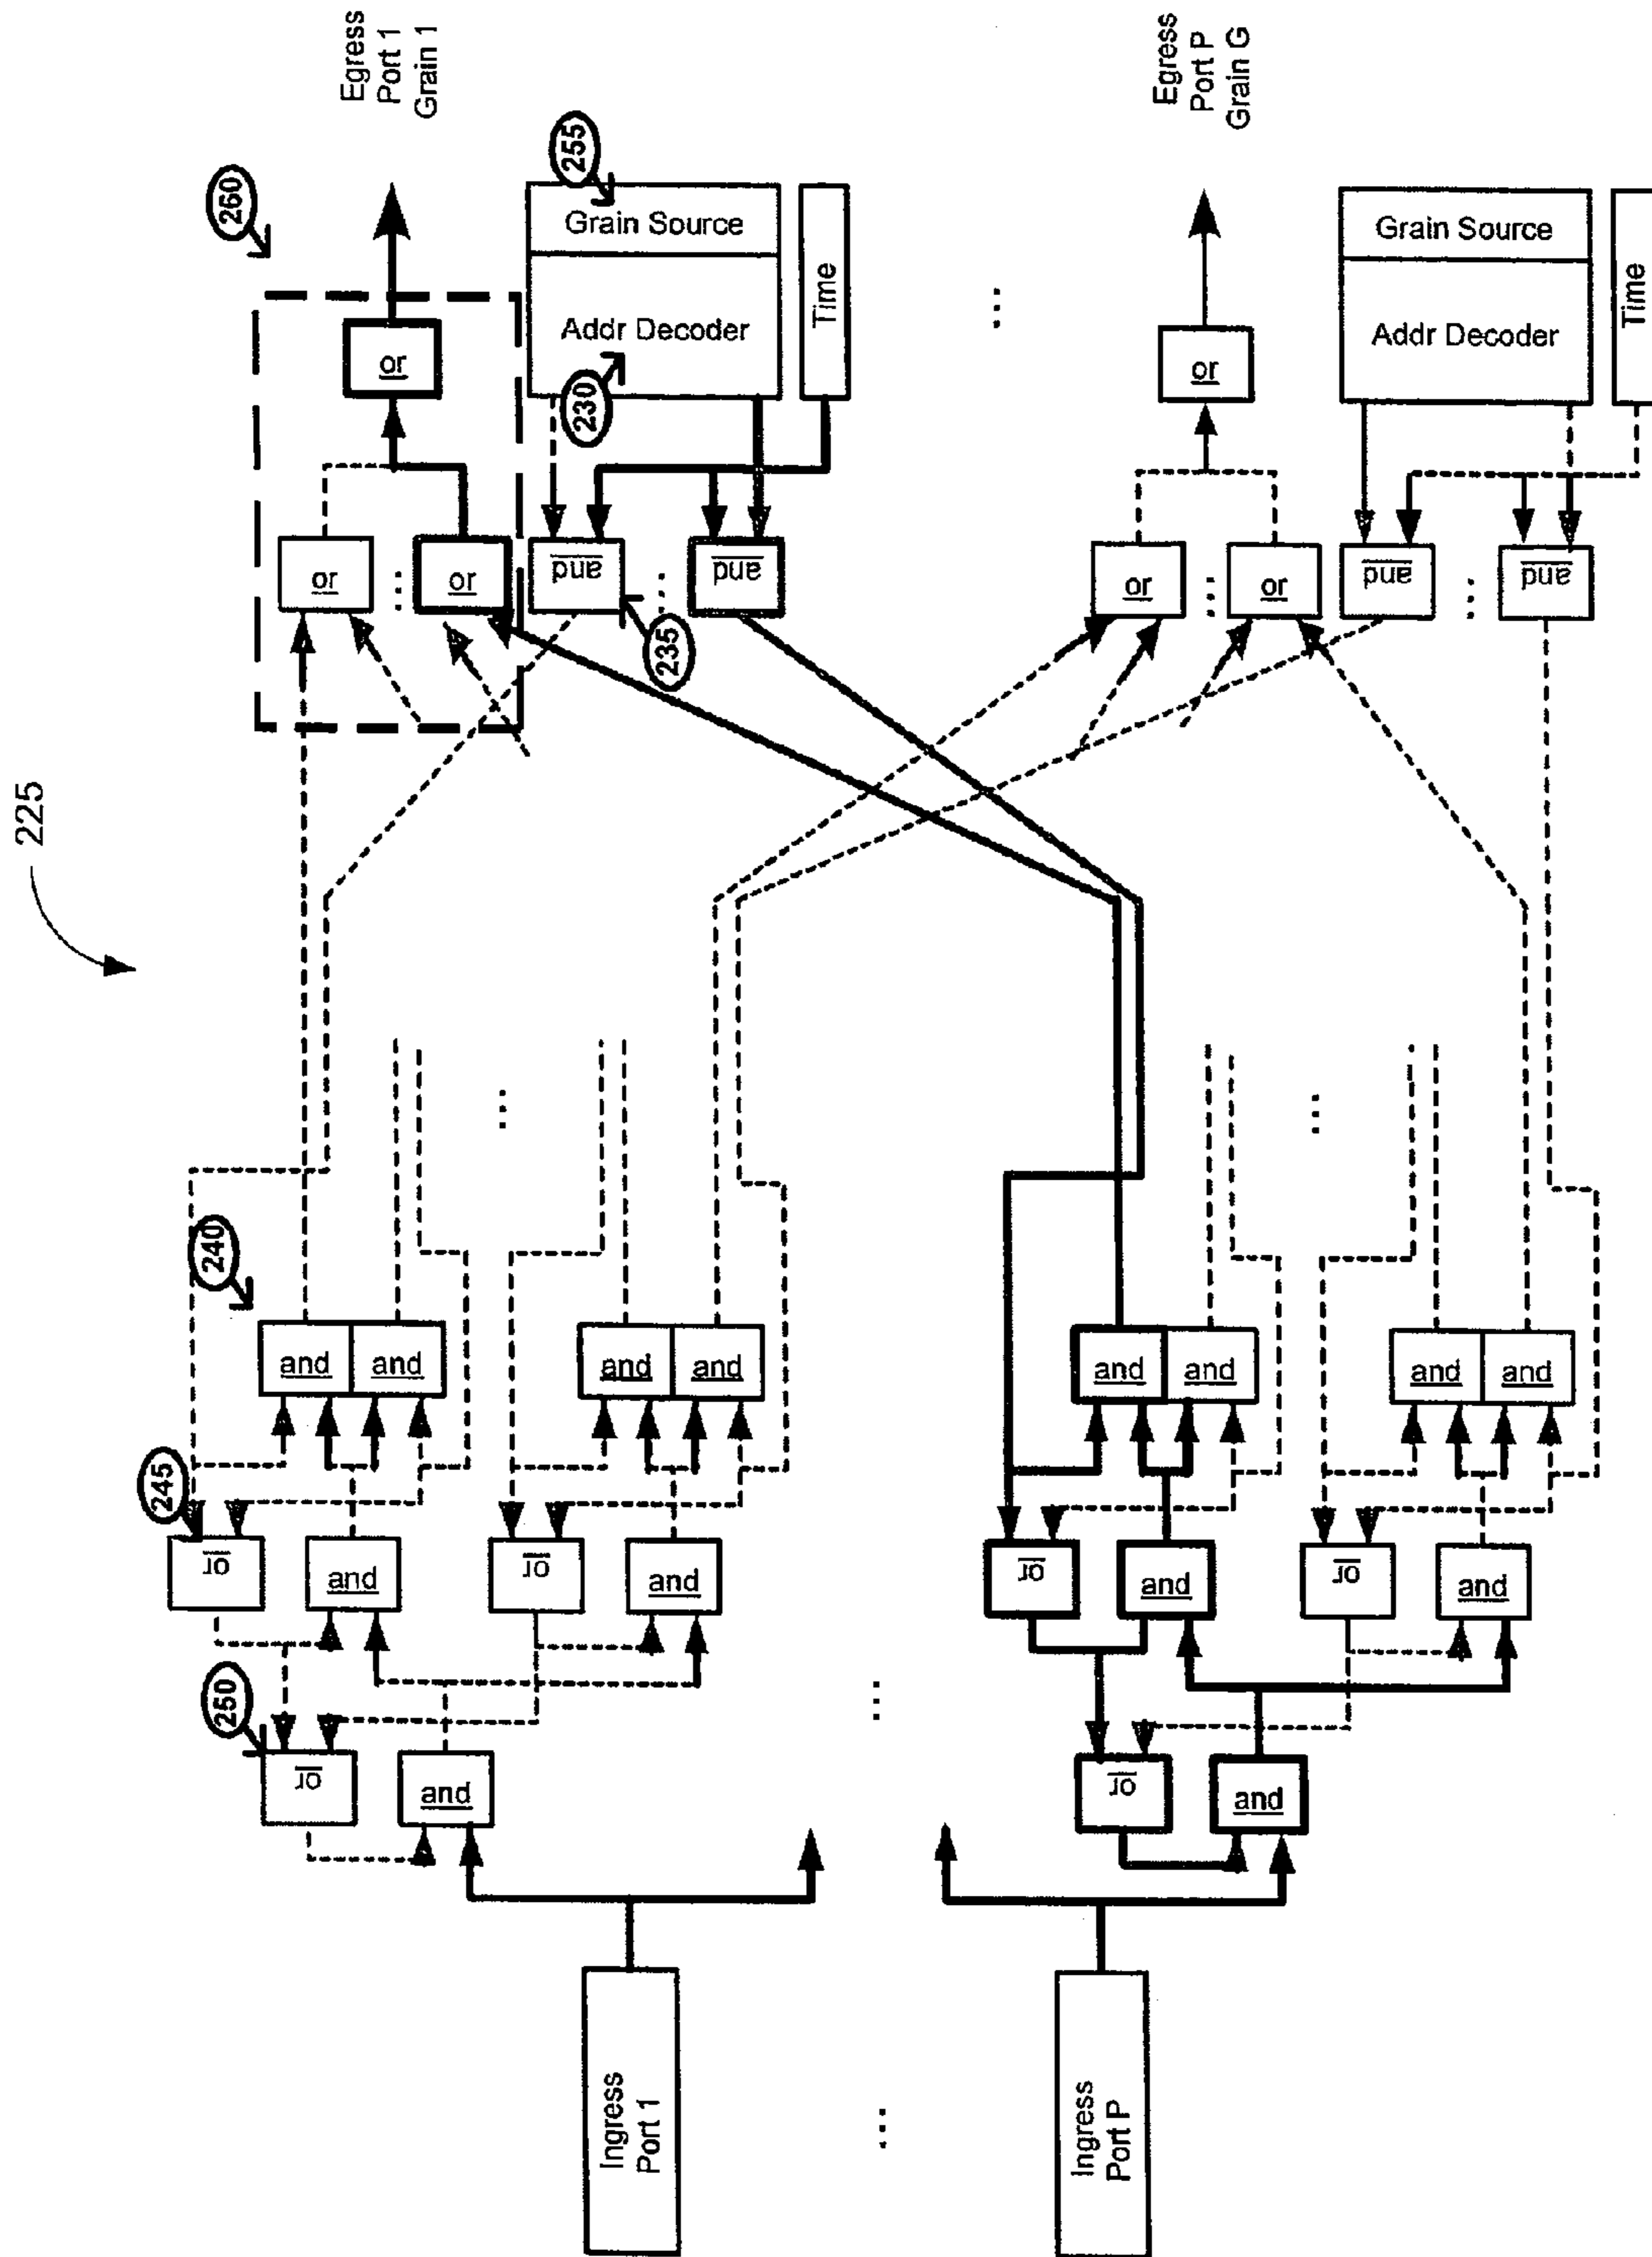 225
Egress
Port 1
Grain 1
260
255
Grain Source
Addr Decoder
230
Time
or
or
...
or
and
...
and
235
...
Egress
Port P
Grain G
Grain Source
Addr Decoder
Time
or
or
...
or
and
...
and
...
...
240
and
and
and
and
and
and
and
and
245
or
and
or
and
or
and
or
and
250
or
and
...
or
and
Ingress
Port 1
...
Ingress
Port P